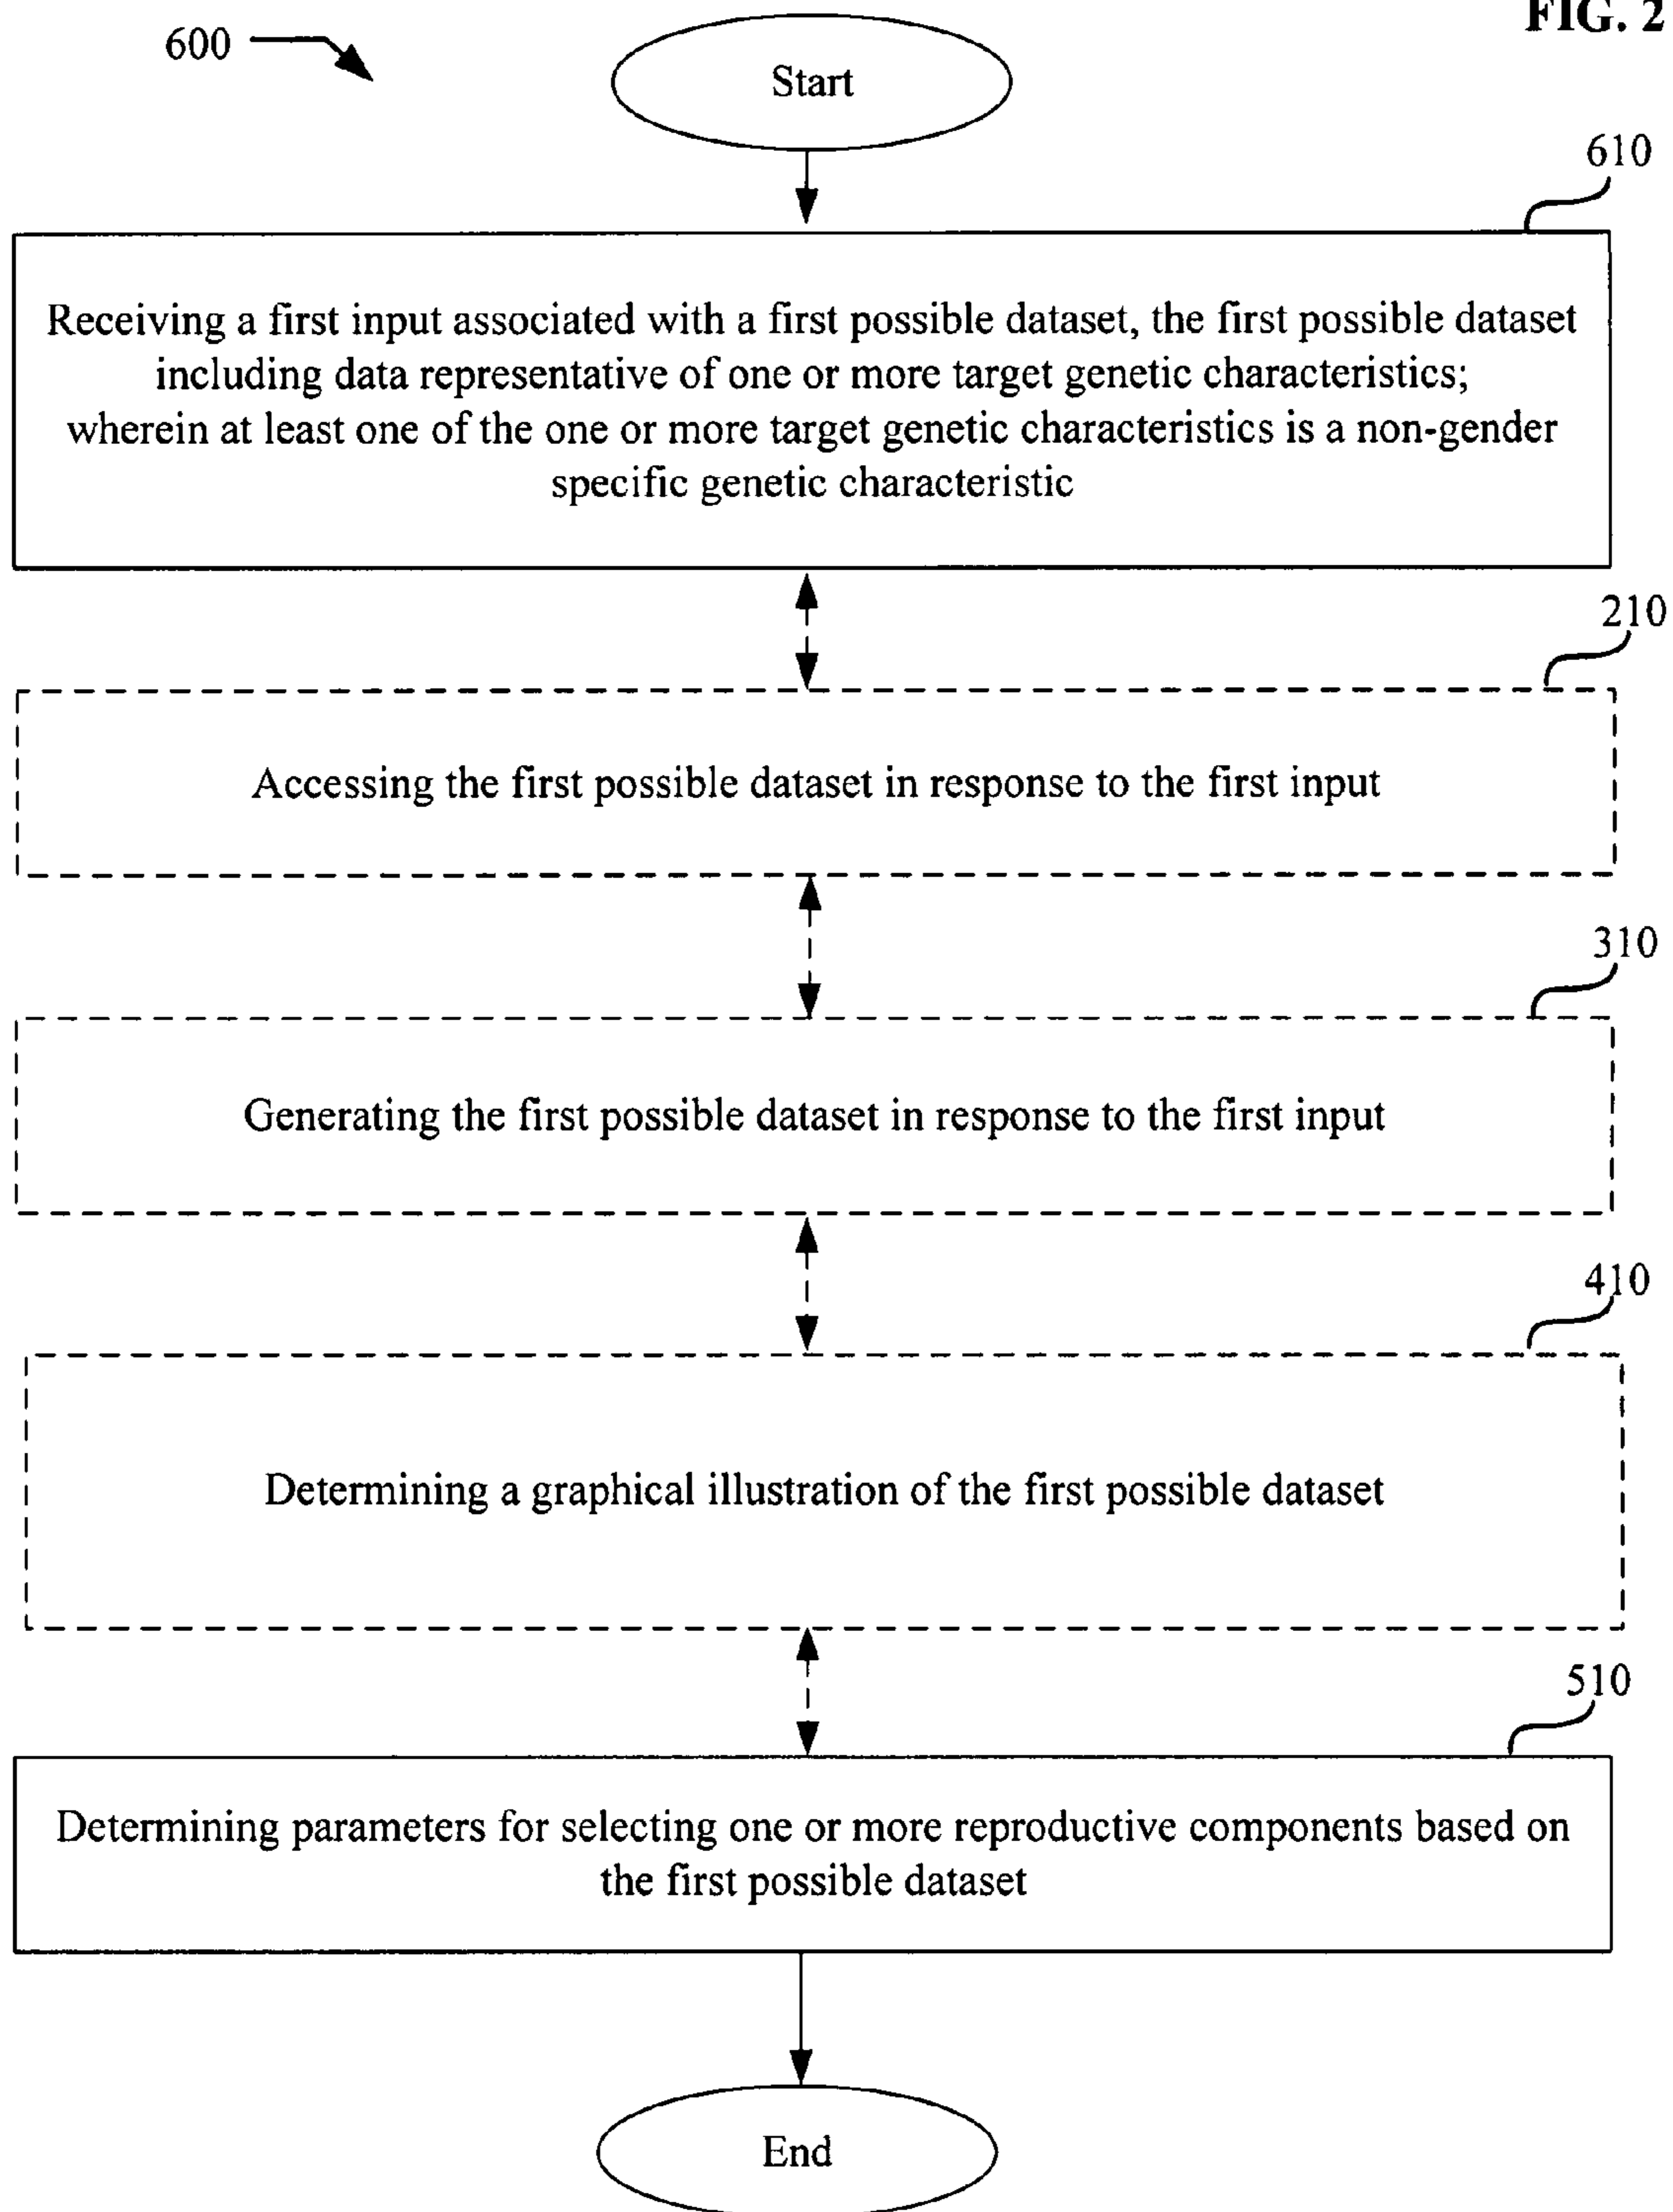 FIG. 2
600
Start
610
Receiving a first input associated with a first possible dataset, the first possible dataset
including data representative of one or more target genetic characteristics;
wherein at least one of the one or more target genetic characteristics is a non-gender
specific genetic characteristic
210
Accessing the first possible dataset in response to the first input
310
Generating the first possible dataset in response to the first input
410
Determining a graphical illustration of the first possible dataset
510
Determining parameters for selecting one or more reproductive components based on
the first possible dataset
End